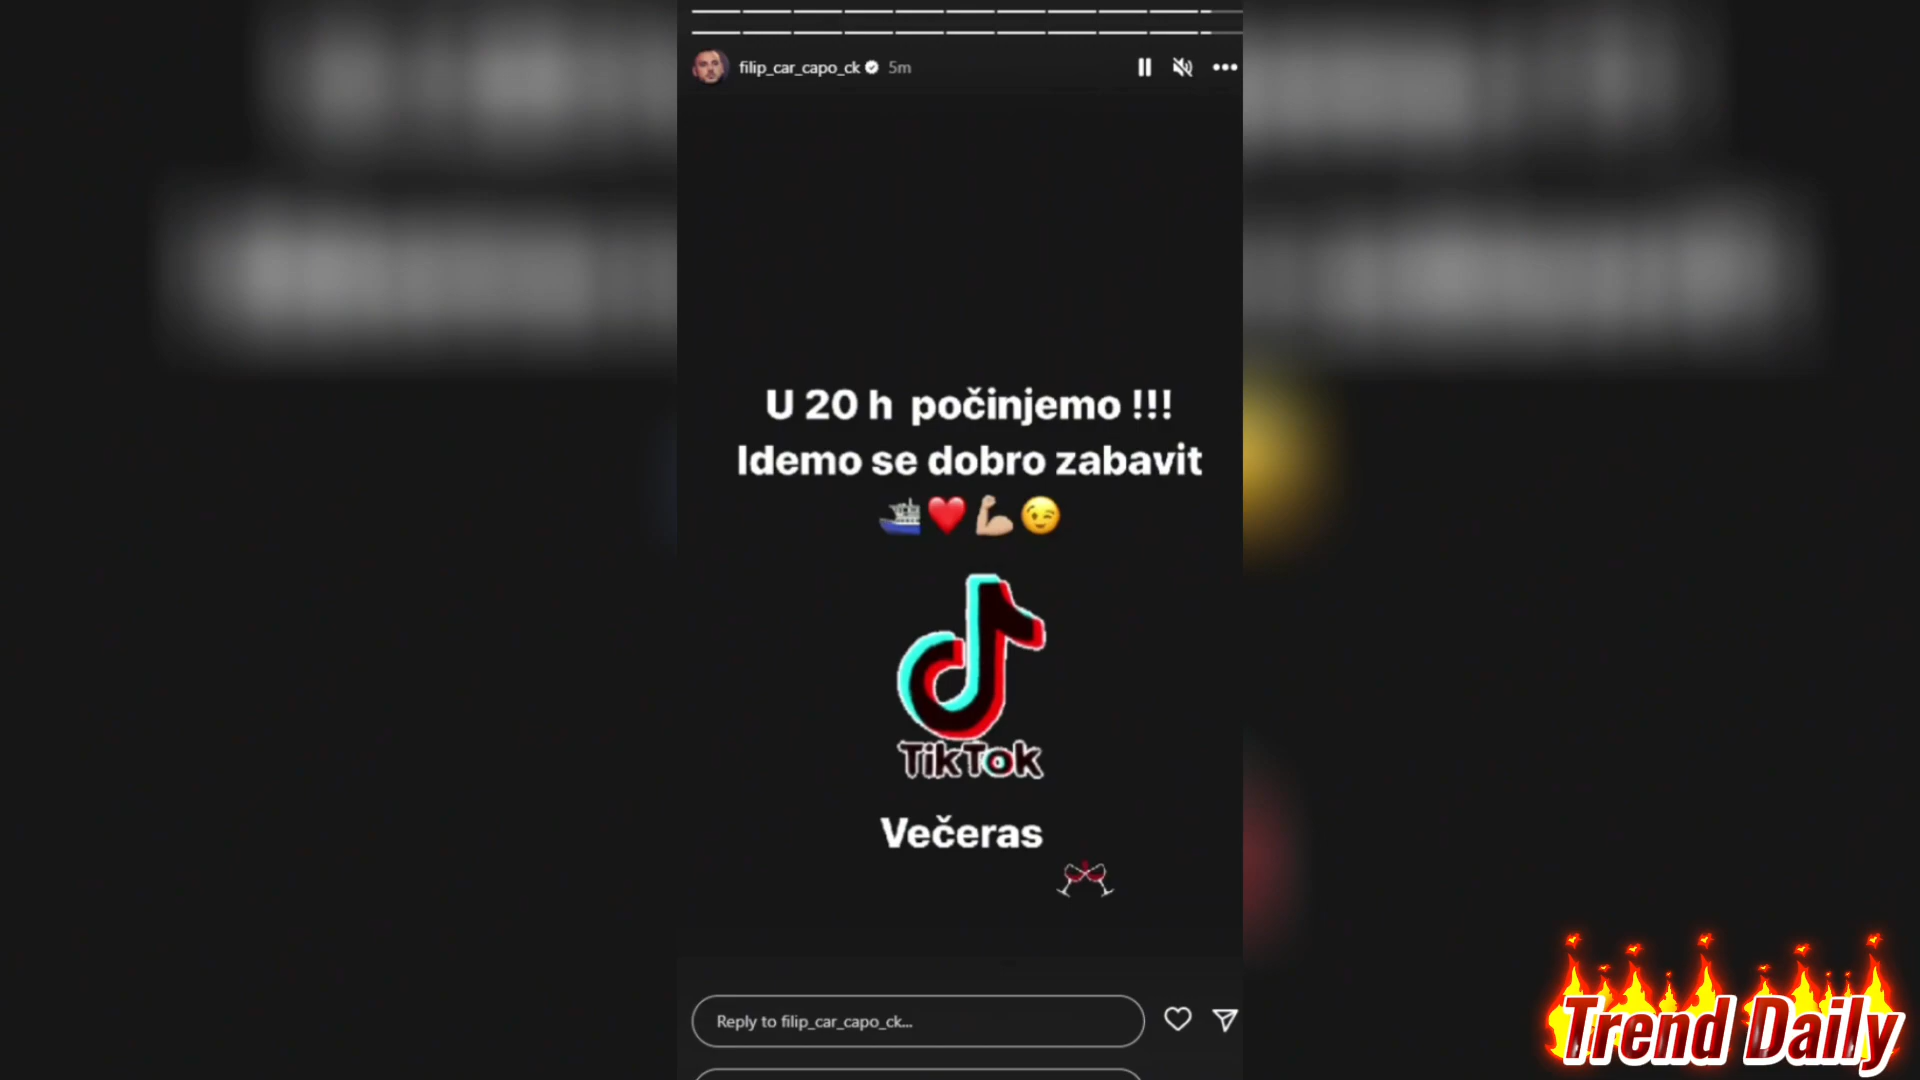 filip_car_capo_ck 5m
U 20 h počinjemo !!!
Idemo se dobro zabavit
TikTok
Večeras
Reply to filip_car_capo_ck...
Trend Daily